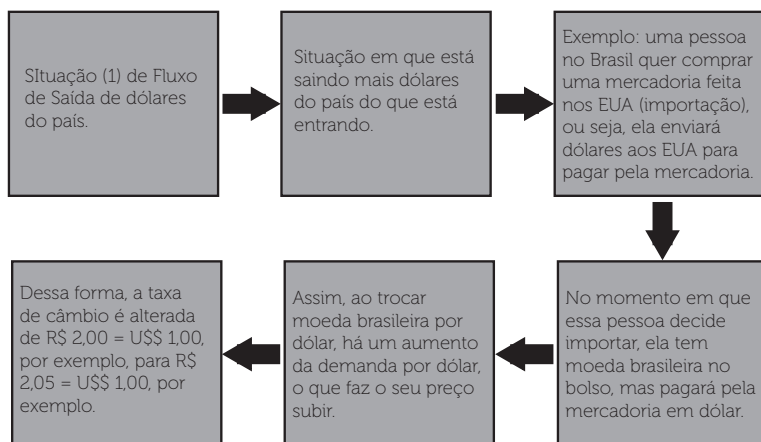 SItuação (1) de Fluxo
de Saída de dólares
do país.
Situação em que está
saindo mais dólares
do país do que está
entrando.
Exemplo: uma pessoa
no Brasil quer comprar
uma mercadoria feita
nos EUA (importação),
ou seja, ela enviará
dólares aos EUA para
pagar pela mercadoria.
No momento em que
essa pessoa decide
importar, ela tem
moeda brasileira no
bolso, mas pagará pela
mercadoria em dólar.
Assim, ao trocar
moeda brasileira por
dólar, há um aumento
da demanda por dólar,
o que faz o seu preço
subir.
Dessa forma, a taxa
de câmbio é alterada
de R$ 2,00 = U$$ 1,00,
por exemplo, para R$
2,05 = U$$ 1,00, por
exemplo.